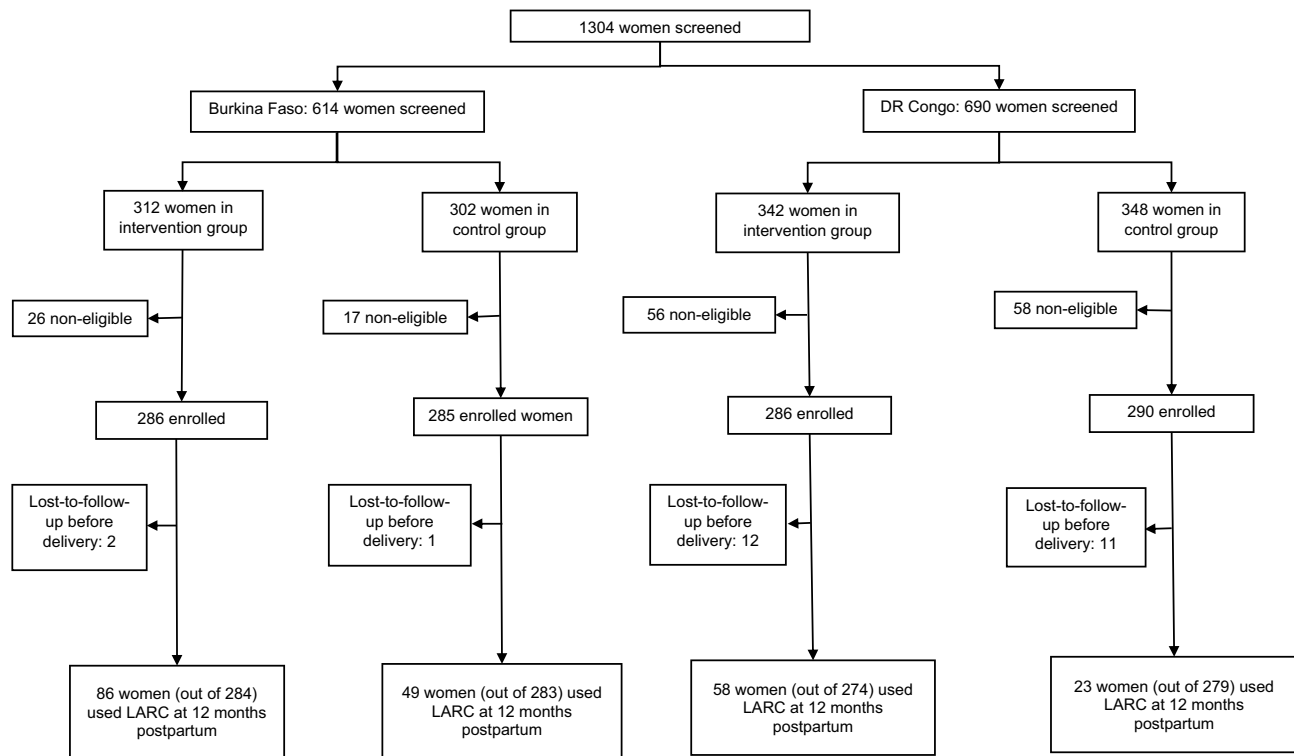 1304 women screened
Burkina Faso: 614 women screened
DR Congo: 690 women screened
312 women in
intervention group
302 women in
control group
342 women in
intervention group
348 women in
control group
26 non-eligible
17 non-eligible
56 non-eligible
58 non-eligible
286 enrolled
285 enrolled women
286 enrolled
290 enrolled
Lost-to-follow-
up before
delivery: 2
Lost-to-follow-
up before
delivery: 1
Lost-to-follow-
up before
delivery: 12
Lost-to-follow-
up before
delivery: 11
86 women (out of 284)
used LARC at 12 months
postpartum
49 women (out of 283) used
LARC at 12 months
postpartum
58 women (out of 274) used
LARC at 12 months
postpartum
23 women (out of 279) used
LARC at 12 months
postpartum